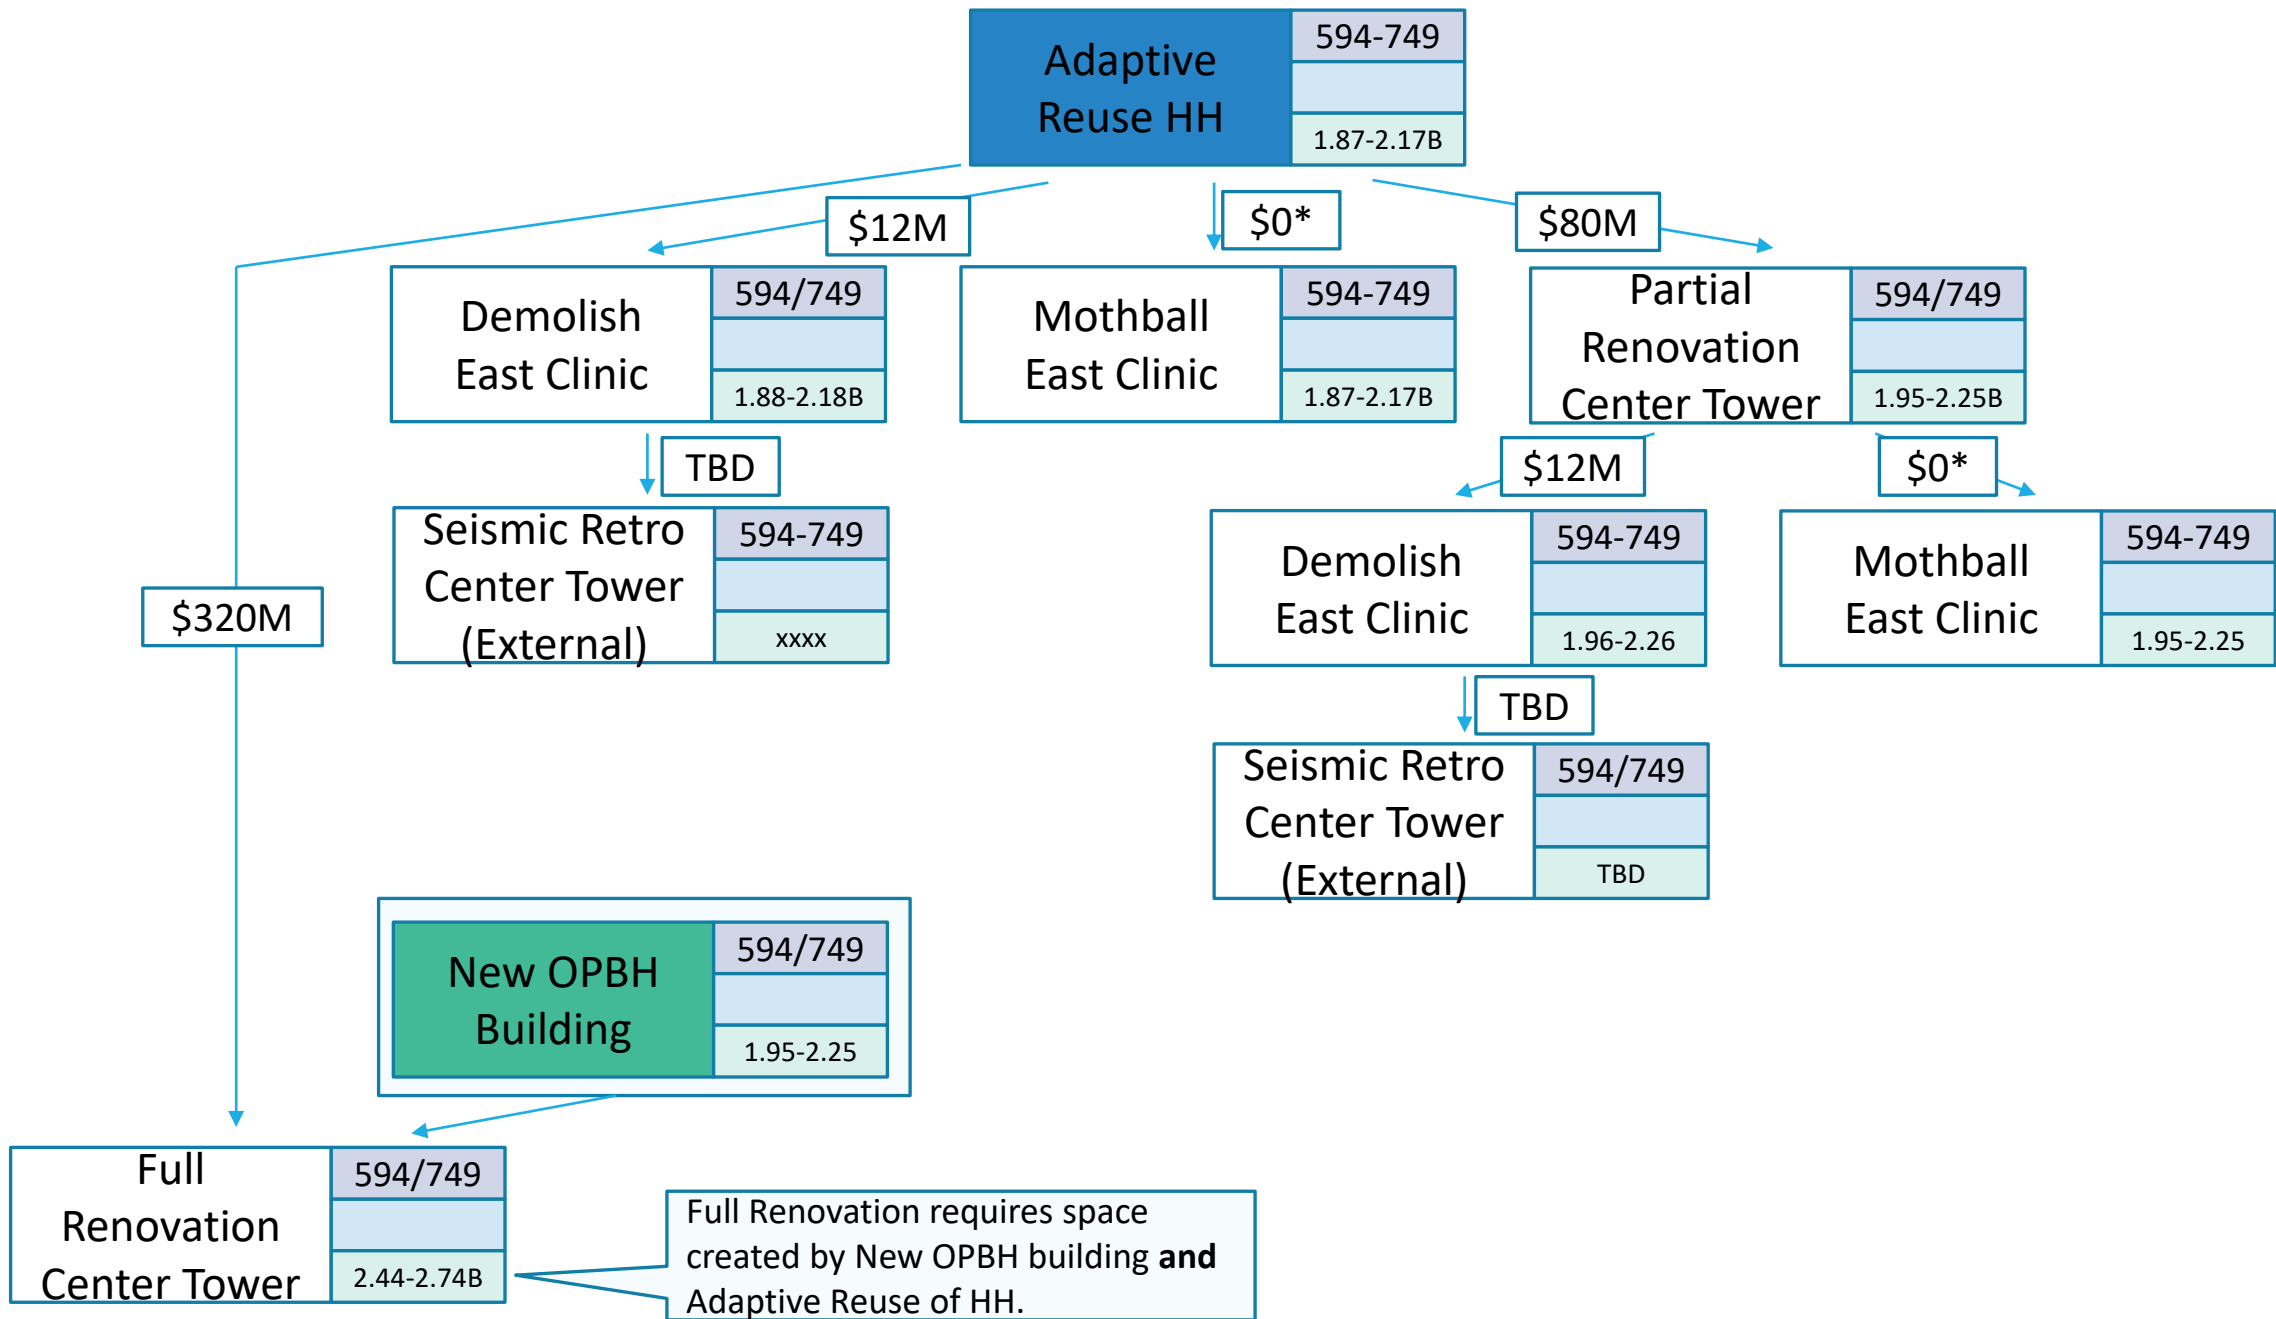 Adaptive
Reuse HH
594-749
1.87-2.17B
$12M
$0*
$80M
Demolish
East Clinic
594/749
1.88-2.18B
Mothball
East Clinic
594-749
1.87-2.17B
Partial
Renovation
Center Tower
594/749
1.95-2.25B
TBD
$12M
$0*
Seismic Retro
Center Tower
(External)
594-749
xxxx
Demolish
East Clinic
594-749
1.96-2.26
Mothball
East Clinic
594-749
1.95-2.25
$320M
TBD
Seismic Retro
Center Tower
(External)
594/749
TBD
New OPBH
Building
594/749
1.95-2.25
Full
Renovation
Center Tower
594/749
2.44-2.74B
Full Renovation requires space
created by New OPBH building and
Adaptive Reuse of HH.